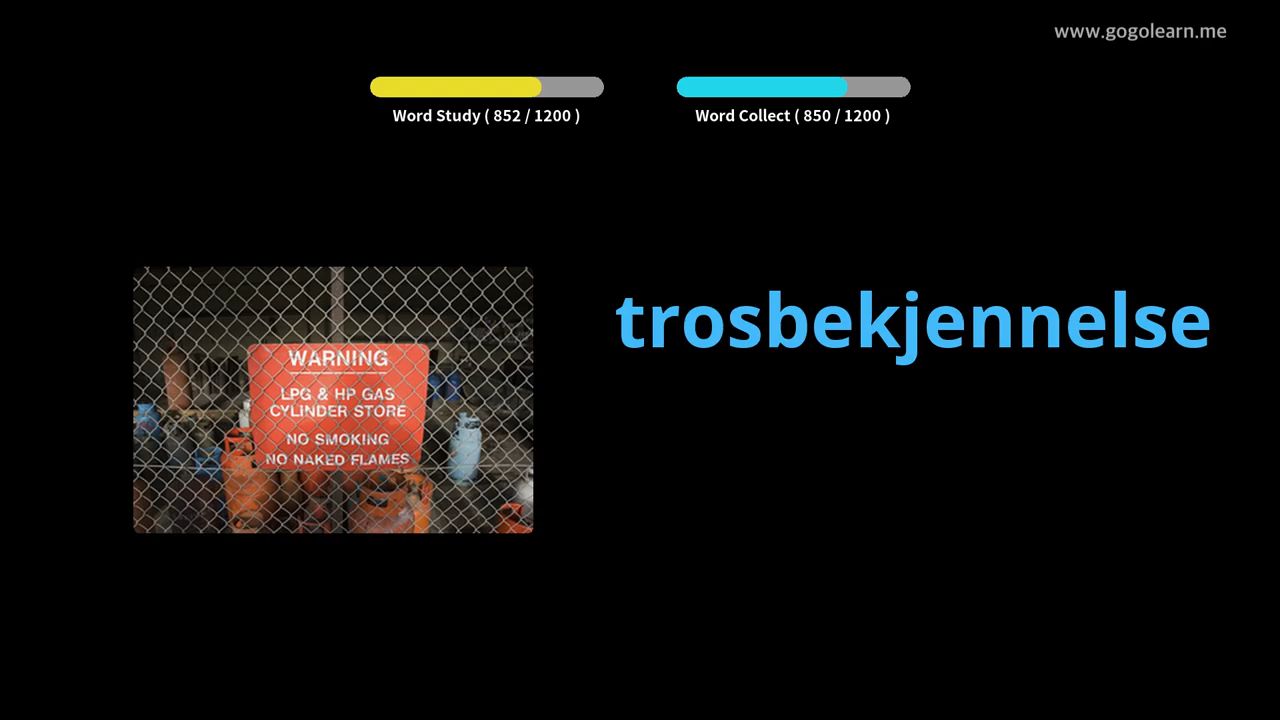 www.gogolearn.me
Word Study ( 852 / 1200 )
Word Collect ( 850 / 1200 )
trosbekjennelse
WARNING
LPG & HP GAS
CYLINDER STORE
NO SMOKING
NO NAKED FLAMES